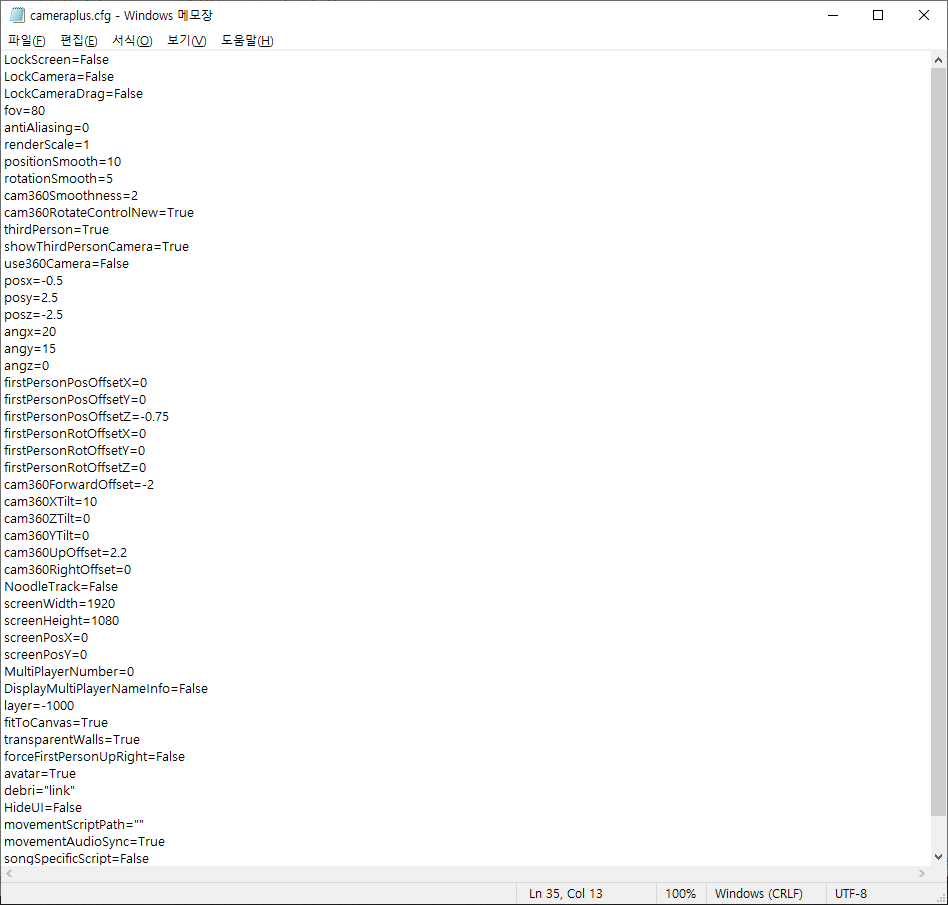 cameraplus.cfg - Windows 메모장
파일(F) 편집(E) 서식(O) 보기(V) 도움말(H)
LockScreen=False
LockCamera=False
LockCameraDrag=False
fov=80
antiAliasing=0
renderScale=1
positionSmooth=10
rotationSmooth=5
cam360Smoothness=2
cam360RotateControlNew=True
thirdPerson=True
showThirdPersonCamera=True
use360Camera=False
posx=-0.5
posy=2.5
posz=-2.5
angx=20
angy=15
angz=0
firstPersonPosOffsetX=0
firstPersonPosOffsetY=0
firstPersonPosOffsetZ=-0.75
firstPersonRotOffsetX=0
firstPersonRotOffsetY=0
firstPersonRotOffsetZ=0
cam360ForwardOffset=-2
cam360XTilt=10
cam360ZTilt=0
cam360YTilt=0
cam360UpOffset=2.2
cam360RightOffset=0
NoodleTrack=False
screenWidth=1920
screenHeight=1080
screenPosX=0
screenPosY=0
MultiPlayerNumber=0
DisplayMultiPlayerNameInfo=False
layer=-1000
fitToCanvas=True
transparentWalls=True
forceFirstPersonUpRight=False
avatar=True
debri="link"
HideUI=False
movementScriptPath=""
movementAudioSync=True
songSpecificScript=False
Ln 35, Col 13 100% Windows (CRLF) UTF-8